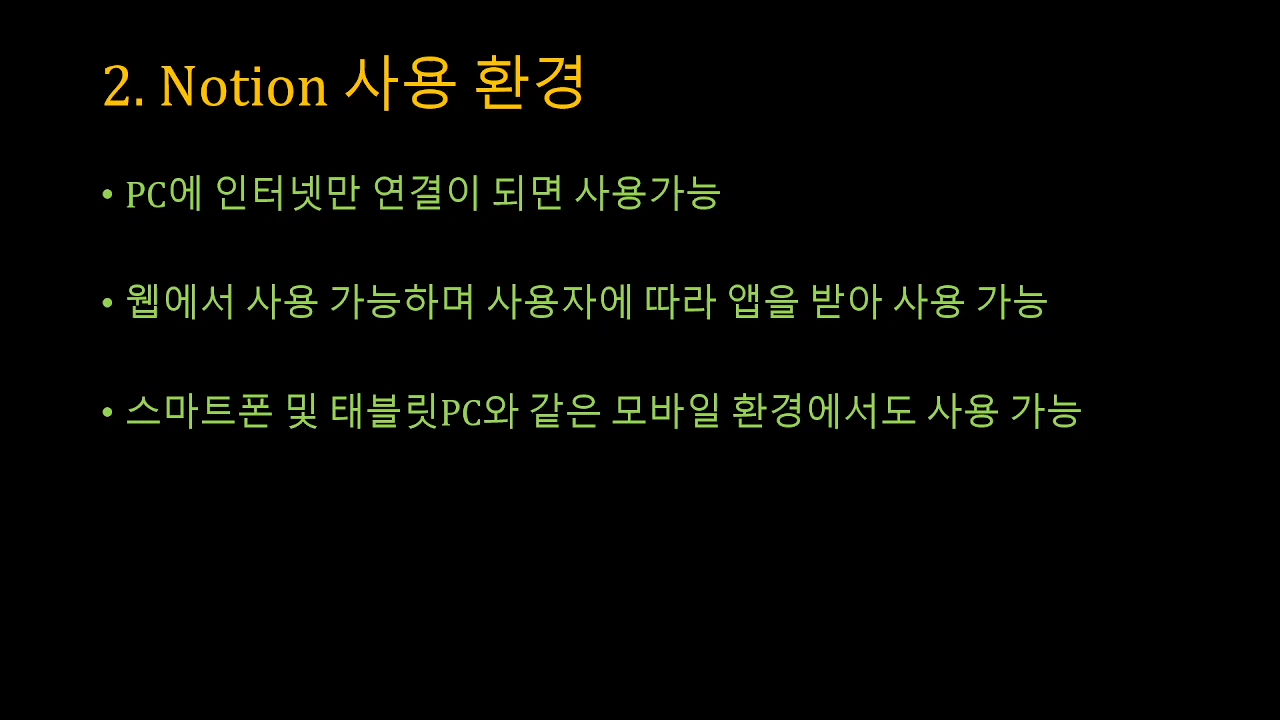 2. Notion 사용 환경
• PC에 인터넷만 연결이 되면 사용가능
• 웹에서 사용 가능하며 사용자에 따라 앱을 받아 사용 가능
• 스마트폰 및 태블릿PC와 같은 모바일 환경에서도 사용 가능